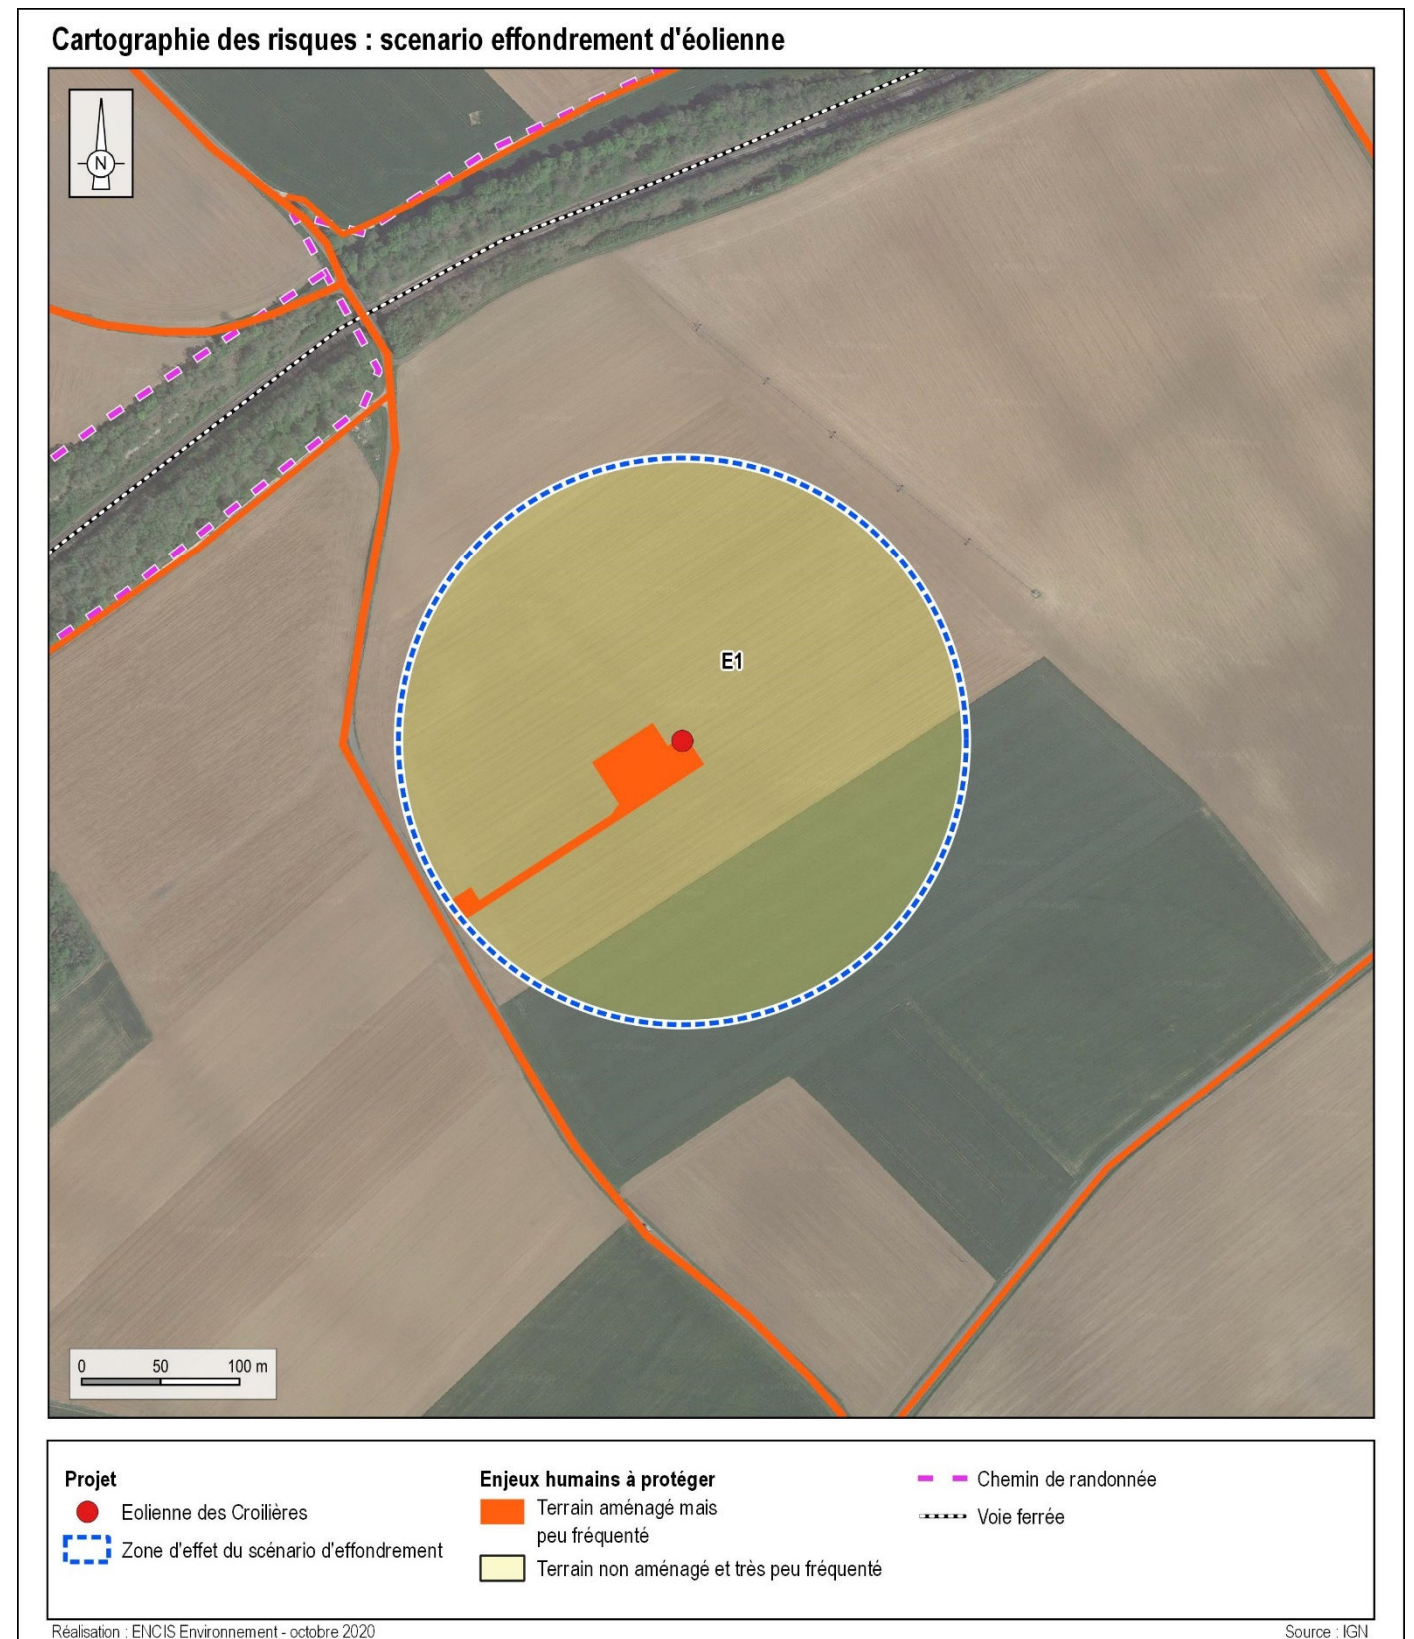 Cartographie des risques : scenario effondrement d'éolienne
N
E1
0 50 100 m
Projet
Eolienne des Croilières
Zone d'effet du scénario d'effondrement
Enjeux humains à protéger
Terrain aménagé mais
peu fréquenté
Terrain non aménagé et très peu fréquenté
Chemin de randonnée
Voie ferrée
Réalisation : ENCIS Environnement - octobre 2020
Source : IGN